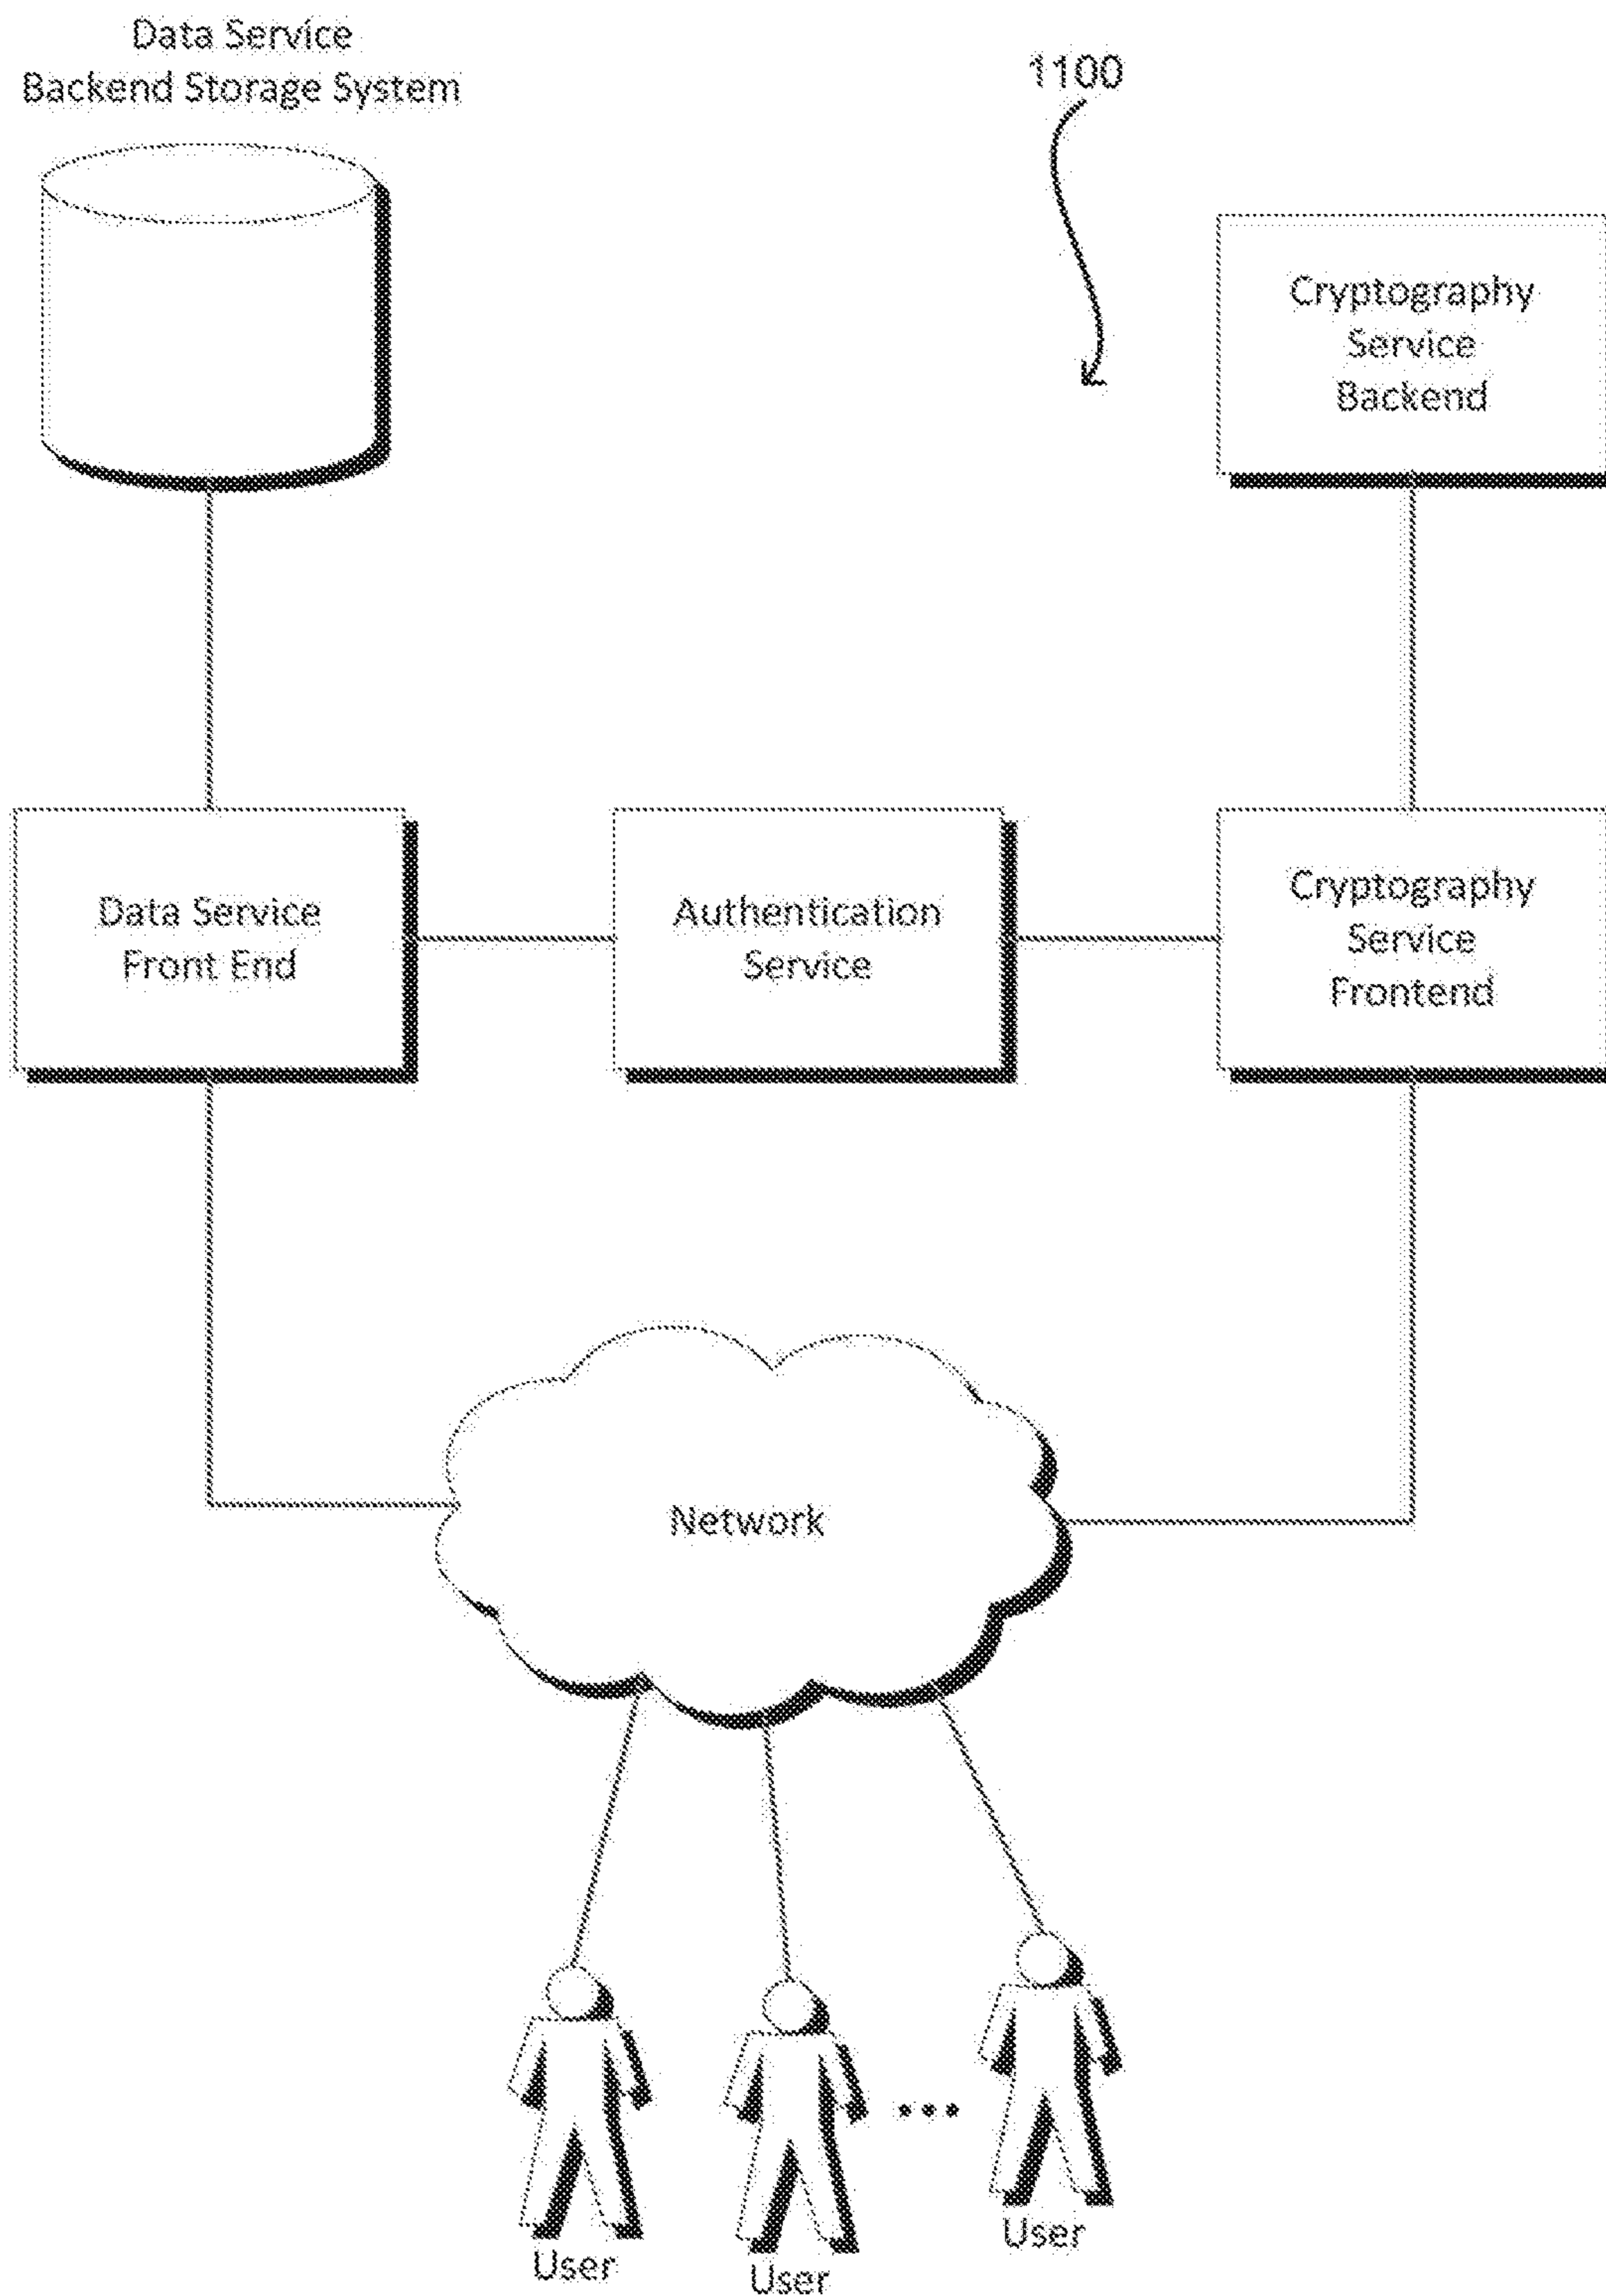 Data Service
Backend Storage System
1100
Cryptography
Service
Backend
Data Service
Front End
Authentication
Service
Cryptography
Service
Frontend
Network
User
User
User